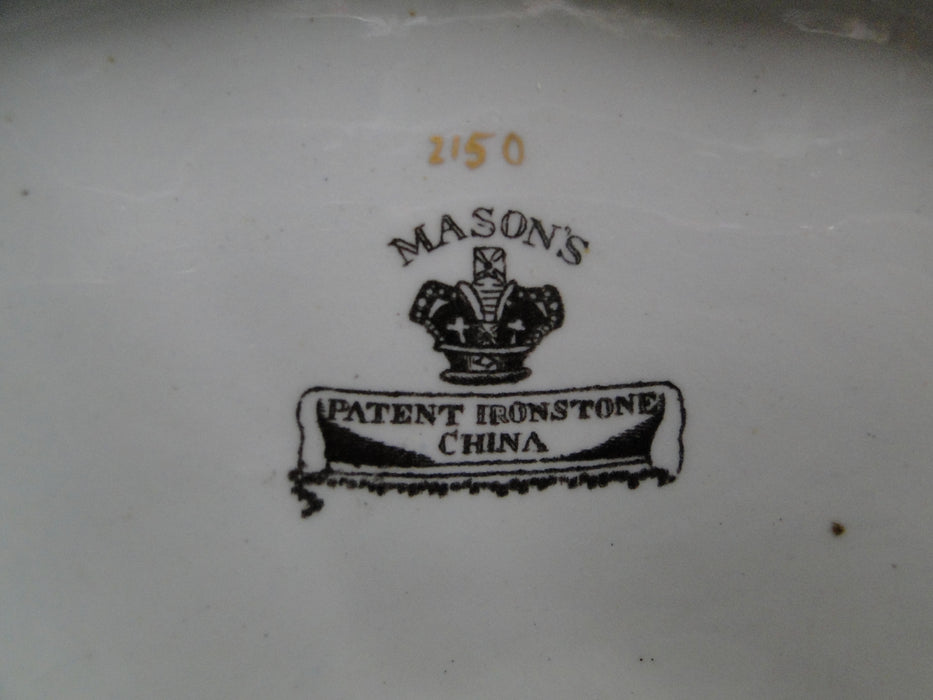 2150
MASON'S
PATENT IRONSTONE
CHINA